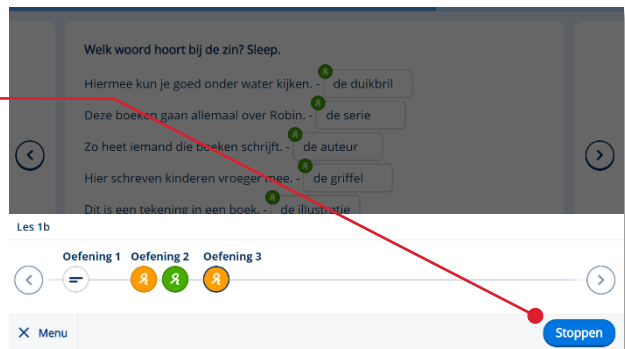 Welk woord hoort bij de zin? Sleep.
Hiermee kun je goed onder water kijken. - de duikbril
Deze boeken gaan allemaal over Robin. - de serie
Zo heet iemand die boeken schrijft. - de auteur
Hier schreven kinderen vroeger mee. - de griffel
Dit is een tekening in een boek. - de illustratie
Les 1b
Oefening 1 Oefening 2 Oefening 3
Menu Stoppen